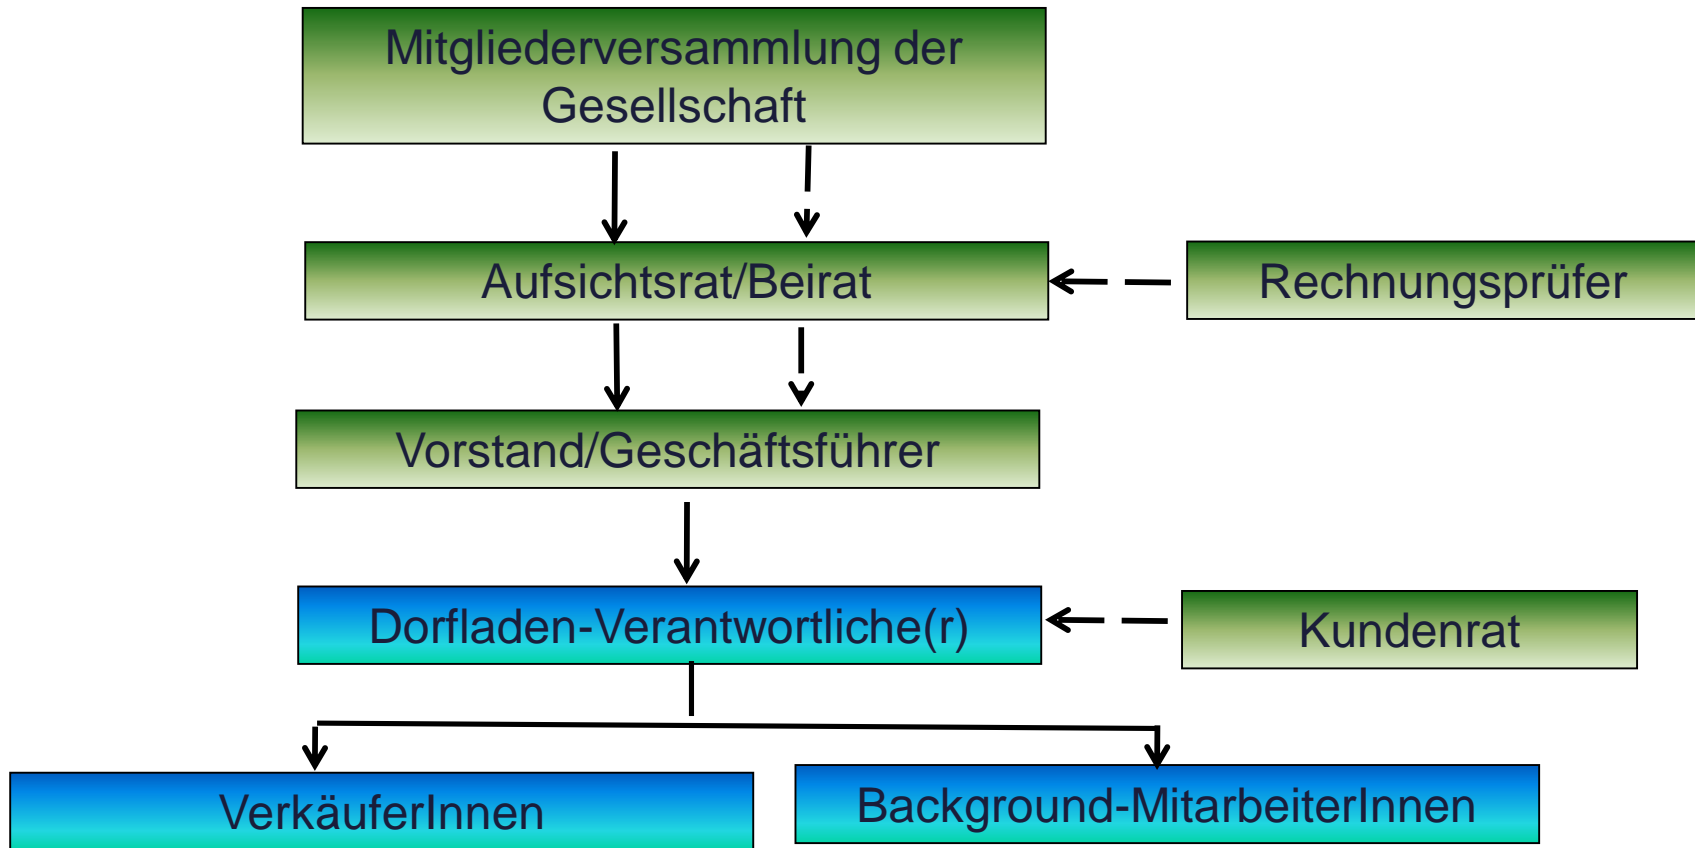 Mitgliederversammlung der
Gesellschaft
Aufsichtsrat/Beirat
Rechnungsprüfer
Vorstand/Geschäftsführer
Dorfladen-Verantwortliche(r)
Kundenrat
VerkäuferInnen
Background-MitarbeiterInnen